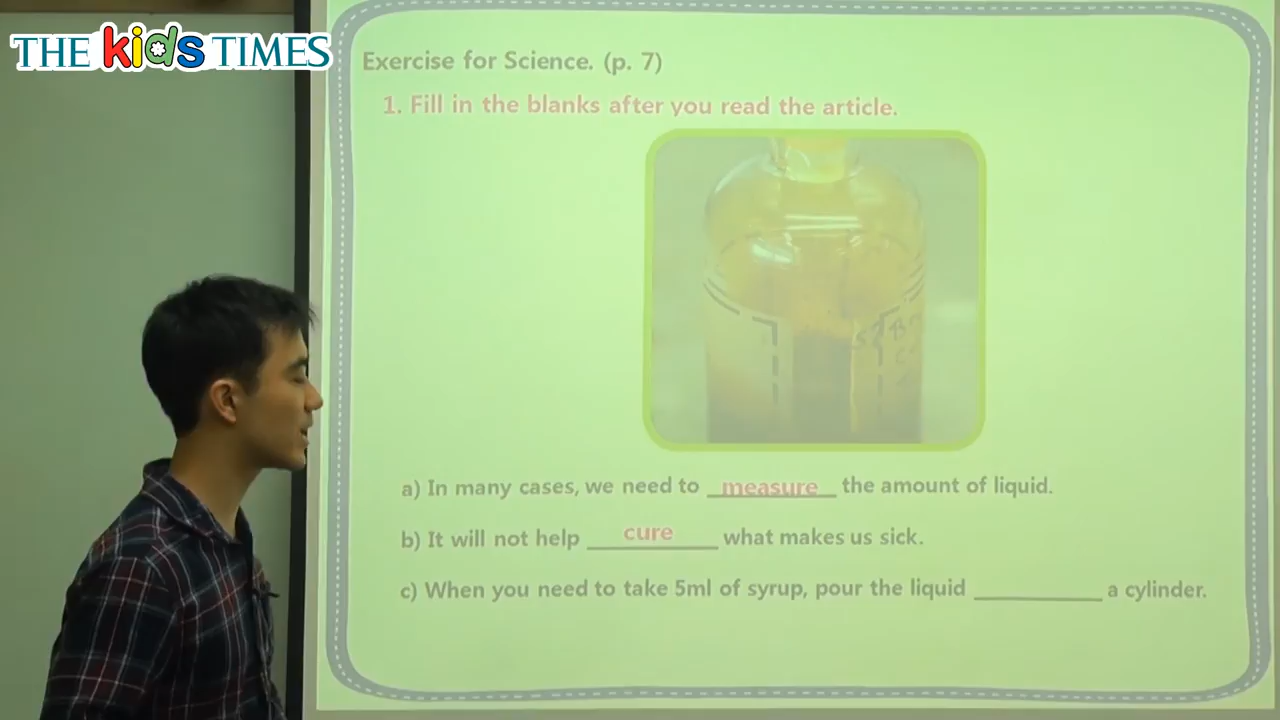 THE kids TIMES
Exercise for Science. (p. 7)
1. Fill in the blanks after you read the article.
a) In many cases, we need to measure the amount of liquid.
b) It will not help cure what makes us sick.
c) When you need to take 5ml of syrup, pour the liquid __________ a cylinder.